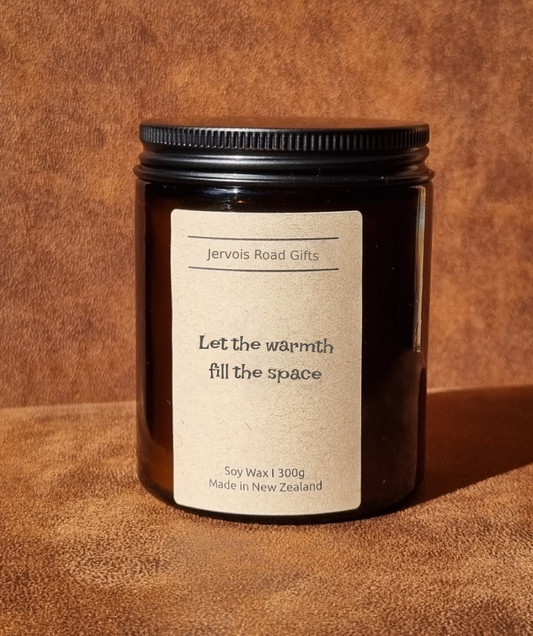 Jervois Road Gifts
Let the warmth
fill the space
Soy Wax | 300g
Made in New Zealand